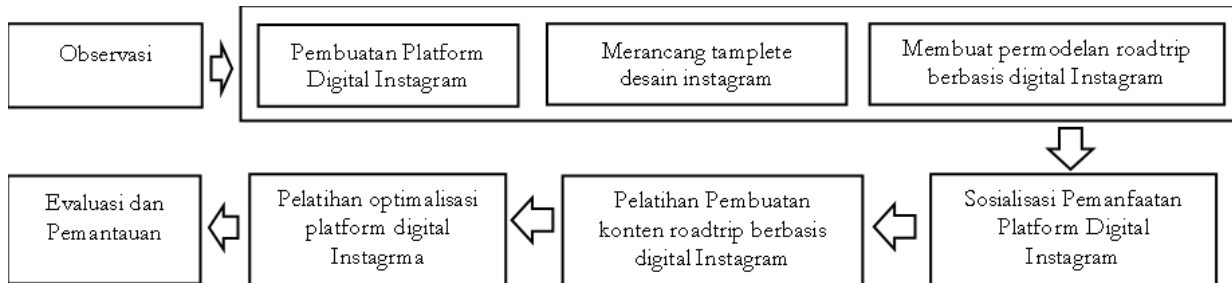 Observasi
Pembuatan Platform
Digital Instagram
Merancang tamplete
desain instagram
Membuat permodelan roadtrip
berbasis digital Instagram
Sosialisasi Pemanfaatan
Platform Digital
Instagram
Pelatihan Pembuatan
konten roadtrip berbasis
digital Instagram
Pelatihan optimalisasi
platform digital
Instagrma
Evaluasi dan
Pemantauan